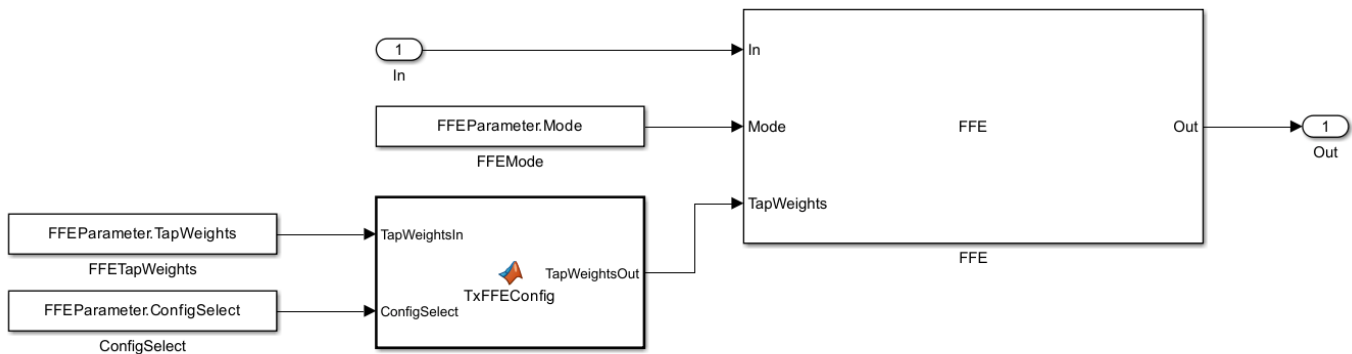 1
In
In
FFEParameter.Mode
FFEMode
Mode
FFE
Out
1
Out
TapWeights
FFE
FFEParameter.TapWeights
FFETapWeights
TapWeightsIn
TapWeightsOut
TxFFEConfig
FFEParameter.ConfigSelect
ConfigSelect
ConfigSelect